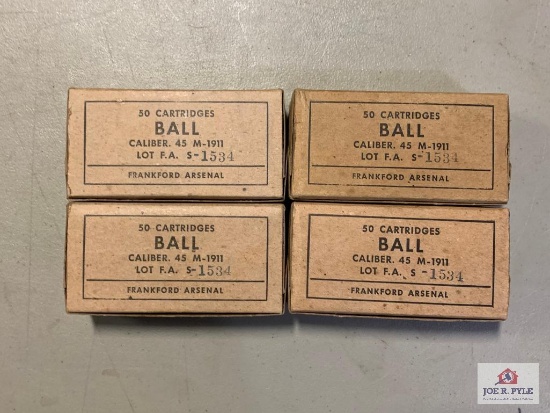 50 CARTRIDGES
BALL
CALIBER. 45 M-1911
LOT F.A. S-1534
FRANKFORD ARSENAL
50 CARTRIDGES
BALL
CALIBER. 45 M-1911
LOT F.A. S-1534
FRANKFORD ARSENAL
50 CARTRIDGES
BALL
CALIBER. 45 M-1911
LOT F.A. S-1534
FRANKFORD ARSENAL
50 CARTRIDGES
BALL
CALIBER. 45 M-1911
LOT F.A. S-1534
FRANKFORD ARSENAL
JOE R. PYLE